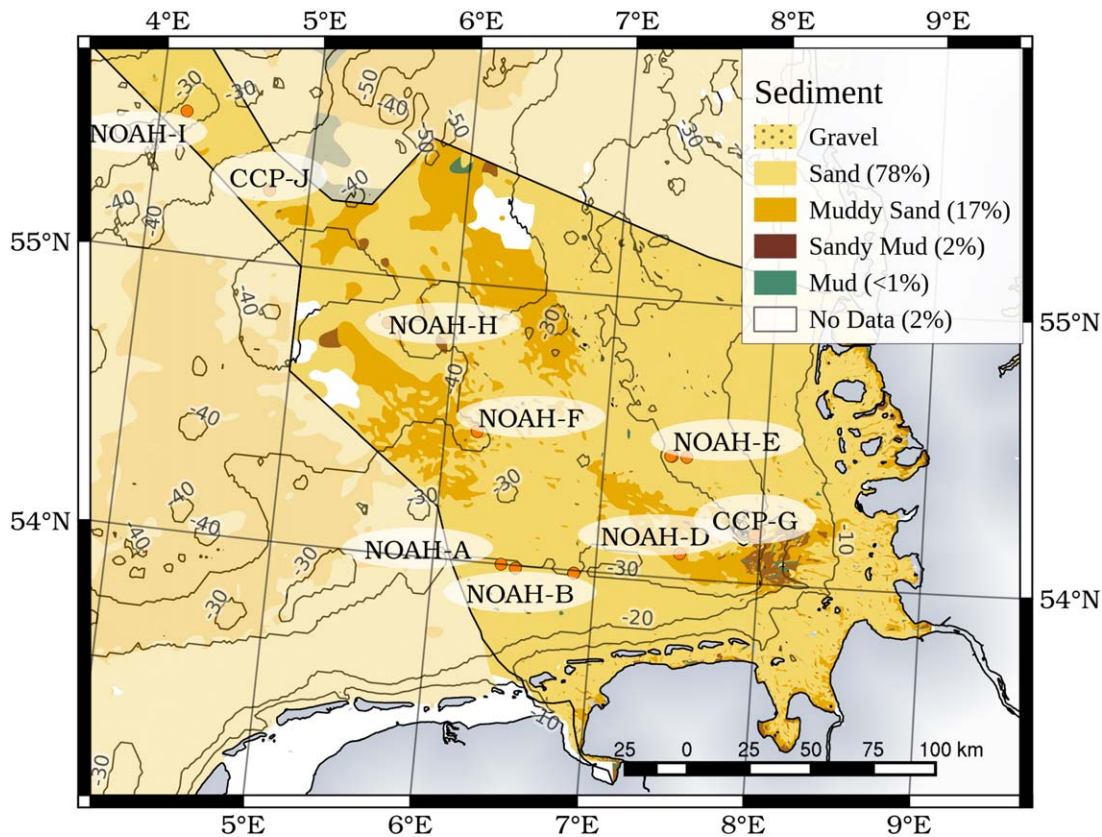 4°E 5°E 6°E 7°E 8°E 9°E
Sediment
Gravel
Sand (78%)
Muddy Sand (17%)
Sandy Mud (2%)
Mud (<1%)
No Data (2%)
-30
-30
-50
-40
-50
-30
NOAH-I
CCP-J
-40
-40
-40
55°N
-40
NOAH-H
-30
55°N
-40
-40
NOAH-F
NOAH-E
-30
-30
-40
-40
-40
54°N
CCP-G
NOAH-D
-10
NOAH-A
-30
-30
NOAH-B
-30
-20
54°N
-10
-30
25 0 25 50 75 100 km
5°E 6°E 7°E 8°E 9°E